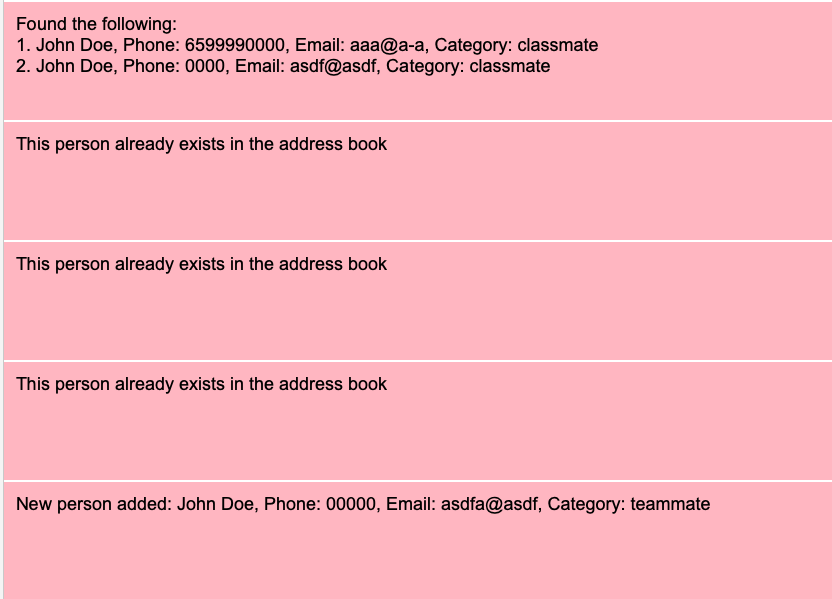 Found the following:
1. John Doe, Phone: 6599990000, Email: aaa@a-a, Category: classmate
2. John Doe, Phone: 0000, Email: asdf@asdf, Category: classmate
This person already exists in the address book
This person already exists in the address book
This person already exists in the address book
New person added: John Doe, Phone: 00000, Email: asdfa@asdf, Category: teammate